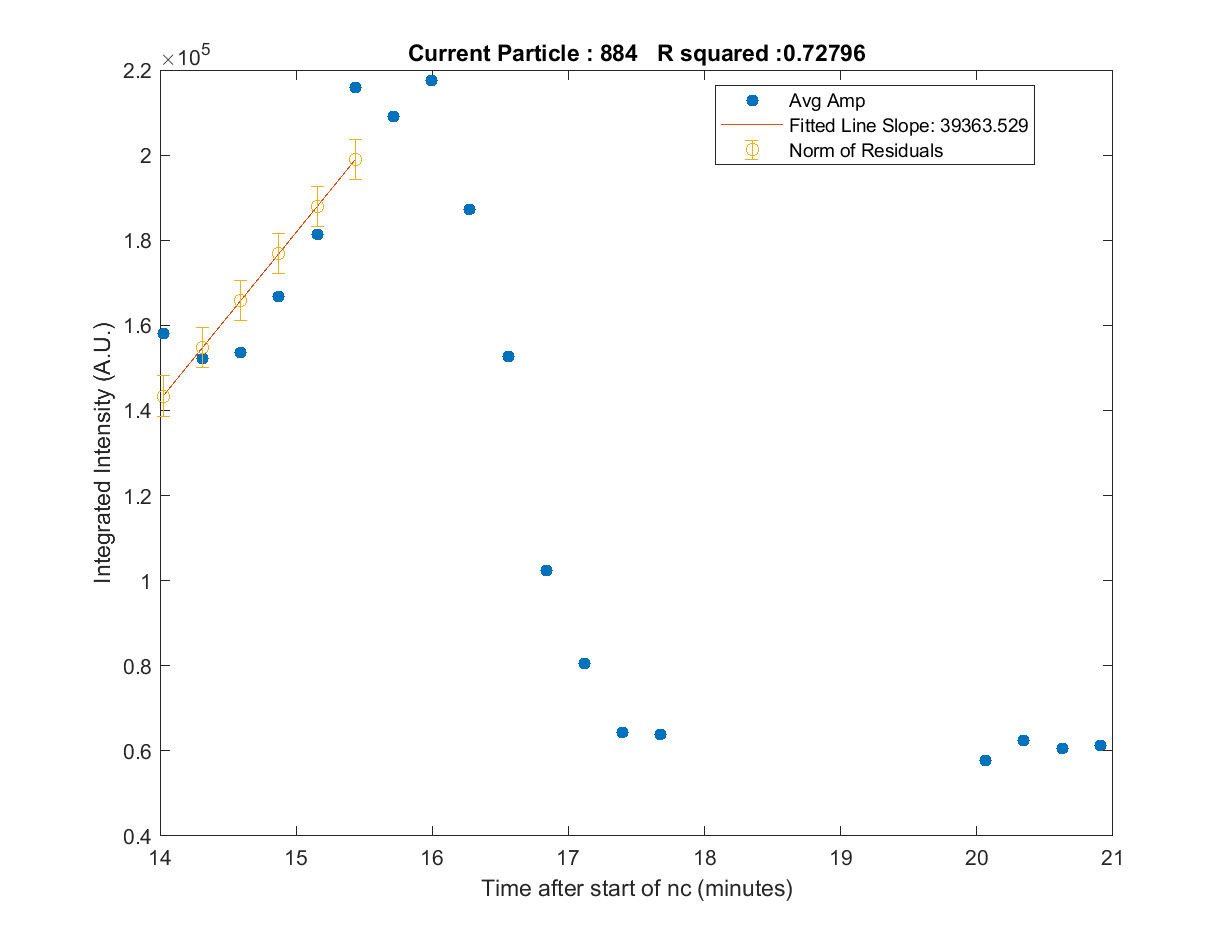 Current Particle : 884 R squared :0.72796
×10^5
2.2
2
1.8
1.6
1.4
1.2
1
0.8
0.6
0.4
Integrated Intensity (A.U.)
Avg Amp
Fitted Line Slope: 39363.529
Norm of Residuals
14 15 16 17 18 19 20 21
Time after start of nc (minutes)